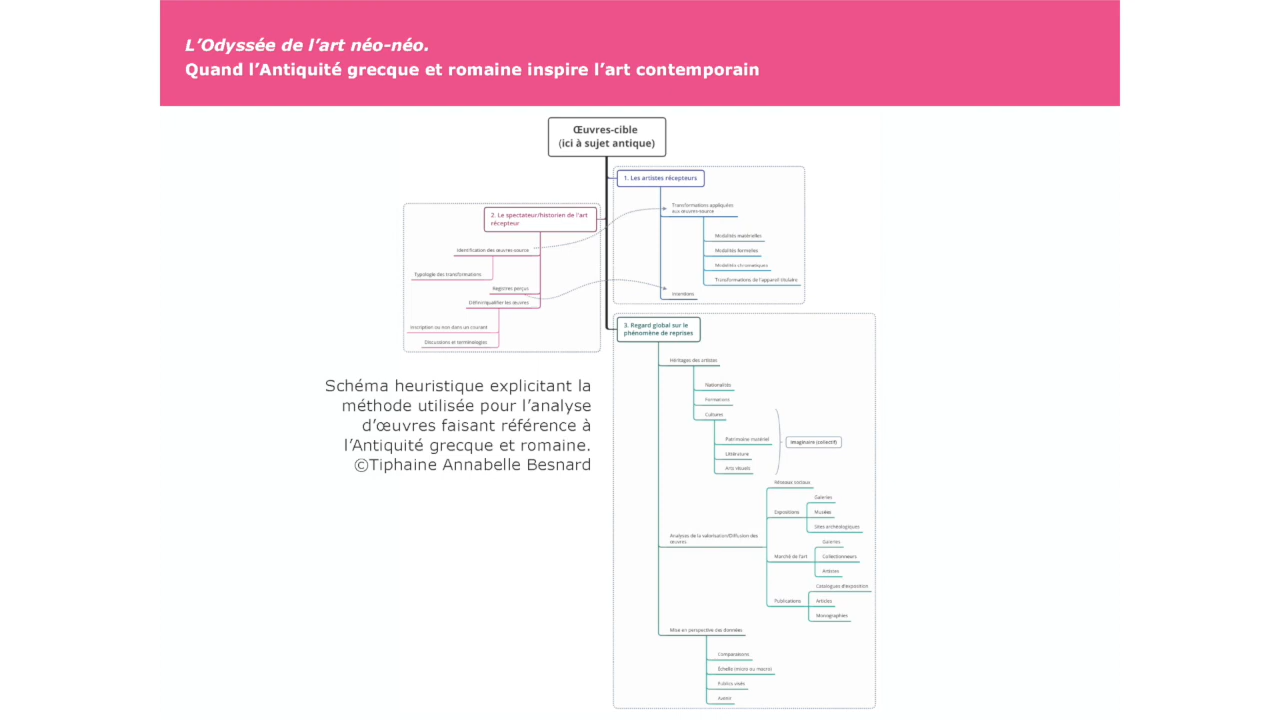 L’Odyssée de l’art néo-néo.
Quand l’Antiquité grecque et romaine inspire l’art contemporain
Œuvres-cible
(ici à sujet antique)
1. Les artistes récepteurs
Transformations appliquées
aux œuvres-source
Modalités matérielles
Modalités formelles
Modalités chromatiques
Transformations de l'appareil titulaire
Intentions
2. Le spectateur/historien de l'art
récepteur
Identification des œuvres-source
Typologie des transformations
Registres perçus
Définir/qualifier les œuvres
Inscription ou non dans un courant
Discussions et terminologies
3. Regard global sur le
phénomène de reprises
Héritages des artistes
Nationalités
Formations
Cultures
Patrimoine matériel
Littérature
Arts visuels
Imaginaire (collectif)
Analyses de la valorisation/Diffusion des
œuvres
Réseaux sociaux
Expositions
Galeries
Musées
Sites archéologiques
Marché de l'art
Galeries
Collectionneurs
Artistes
Publications
Catalogues d'exposition
Articles
Monographies
Mise en perspective des données
Comparaisons
Échelle (micro ou macro)
Publics visés
Avenir
Schéma heuristique explicitant la
méthode utilisée pour l’analyse
d’œuvres faisant référence à
l’Antiquité grecque et romaine.
©Tiphaine Annabelle Besnard